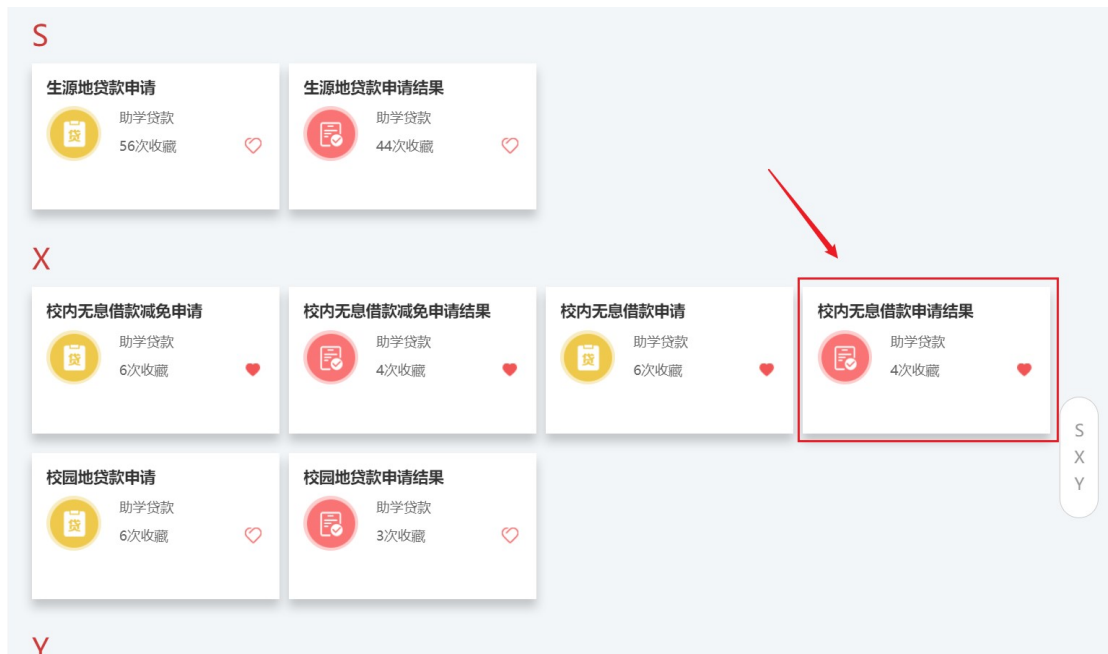 S
生源地贷款申请
助学贷款
贷
56次收藏
生源地贷款申请结果
助学贷款
44次收藏
X
校内无息借款减免申请
助学贷款
贷
6次收藏
校内无息借款减免申请结果
助学贷款
4次收藏
校内无息借款申请
助学贷款
贷
6次收藏
校内无息借款申请结果
助学贷款
4次收藏
校园地贷款申请
助学贷款
贷
6次收藏
校园地贷款申请结果
助学贷款
3次收藏
S
X
Y
Y